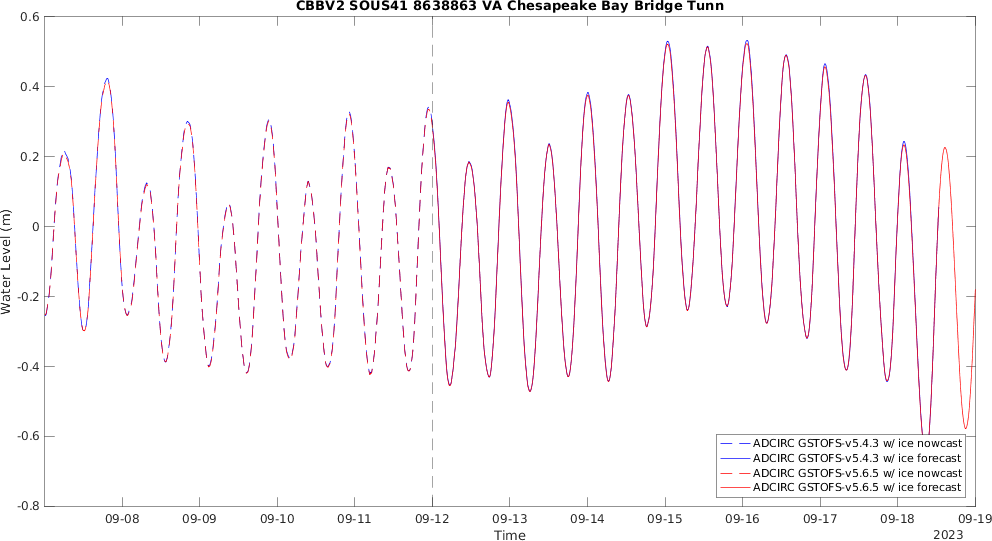 CBBV2 SOUS41 8638863 VA Chesapeake Bay Bridge Tunn
0.6
0.4
0.2
0
-0.2
-0.4
-0.6
-0.8
Water Level (m)
ADCIRC GSTOFS-v5.4.3 w/ ice nowcast
ADCIRC GSTOFS-v5.4.3 w/ ice forecast
ADCIRC GSTOFS-v5.6.5 w/ ice nowcast
ADCIRC GSTOFS-v5.6.5 w/ ice forecast
09-08 09-09 09-10 09-11 09-12 09-13 09-14 09-15 09-16 09-17 09-18 09-19
Time
2023